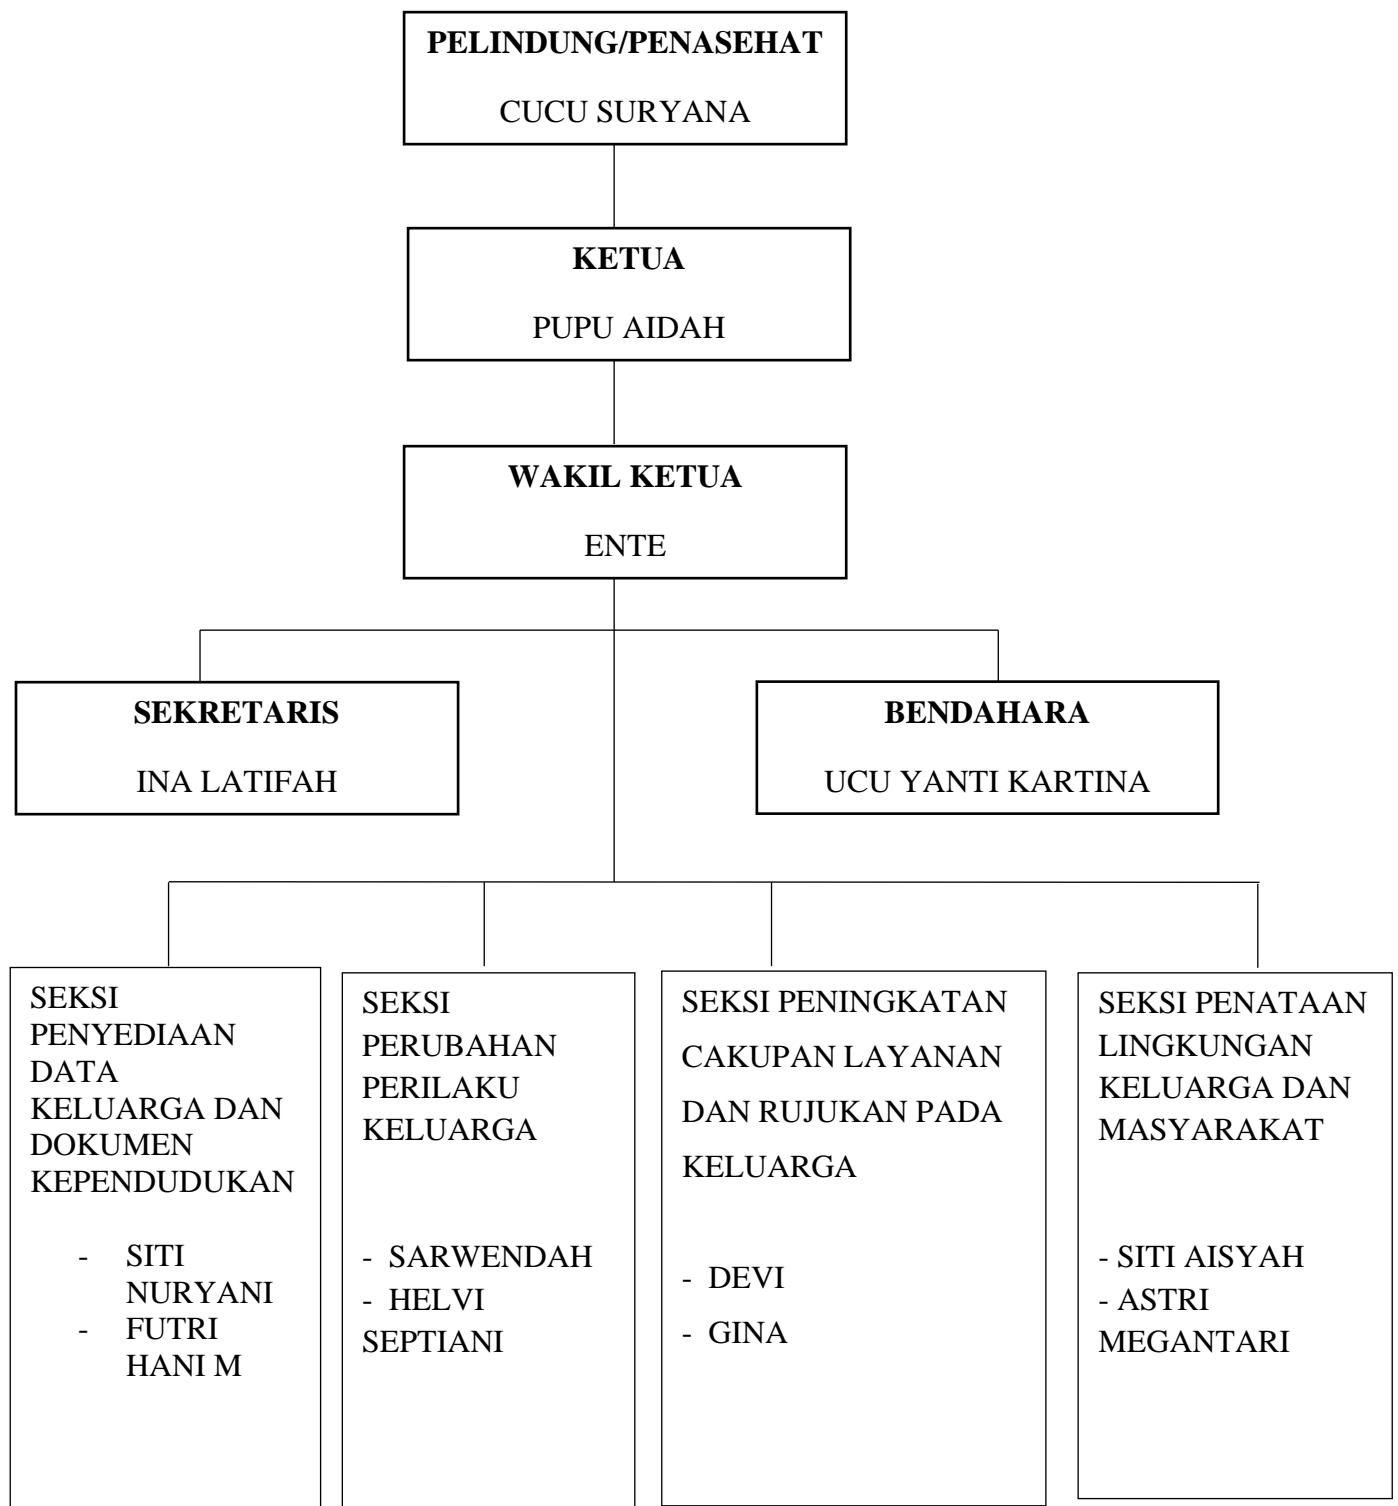 PELINDUNG/PENASEHAT
CUCU SURYANA
KETUA
PUPU AIDAH
WAKIL KETUA
ENTE
SEKRETARIS
INA LATIFAH
BENDAHARA
UCU YANTI KARTINA
SEKSI
PENYEDIAAN
DATA
KELUARGA DAN
DOKUMEN
KEPENDUDUKAN
- SITI
NURYANI
- FUTRI
HANI M
SEKSI
PERUBAHAN
PERILAKU
KELUARGA
- SARWENDAH
- HELVI
SEPTIANI
SEKSI PENINGKATAN
CAKUPAN LAYANAN
DAN RUJUKAN PADA
KELUARGA
- DEVI
- GINA
SEKSI PENATAAN
LINGKUNGAN
KELUARGA DAN
MASYARAKAT
- SITI AISYAH
- ASTRI
MEGANTARI